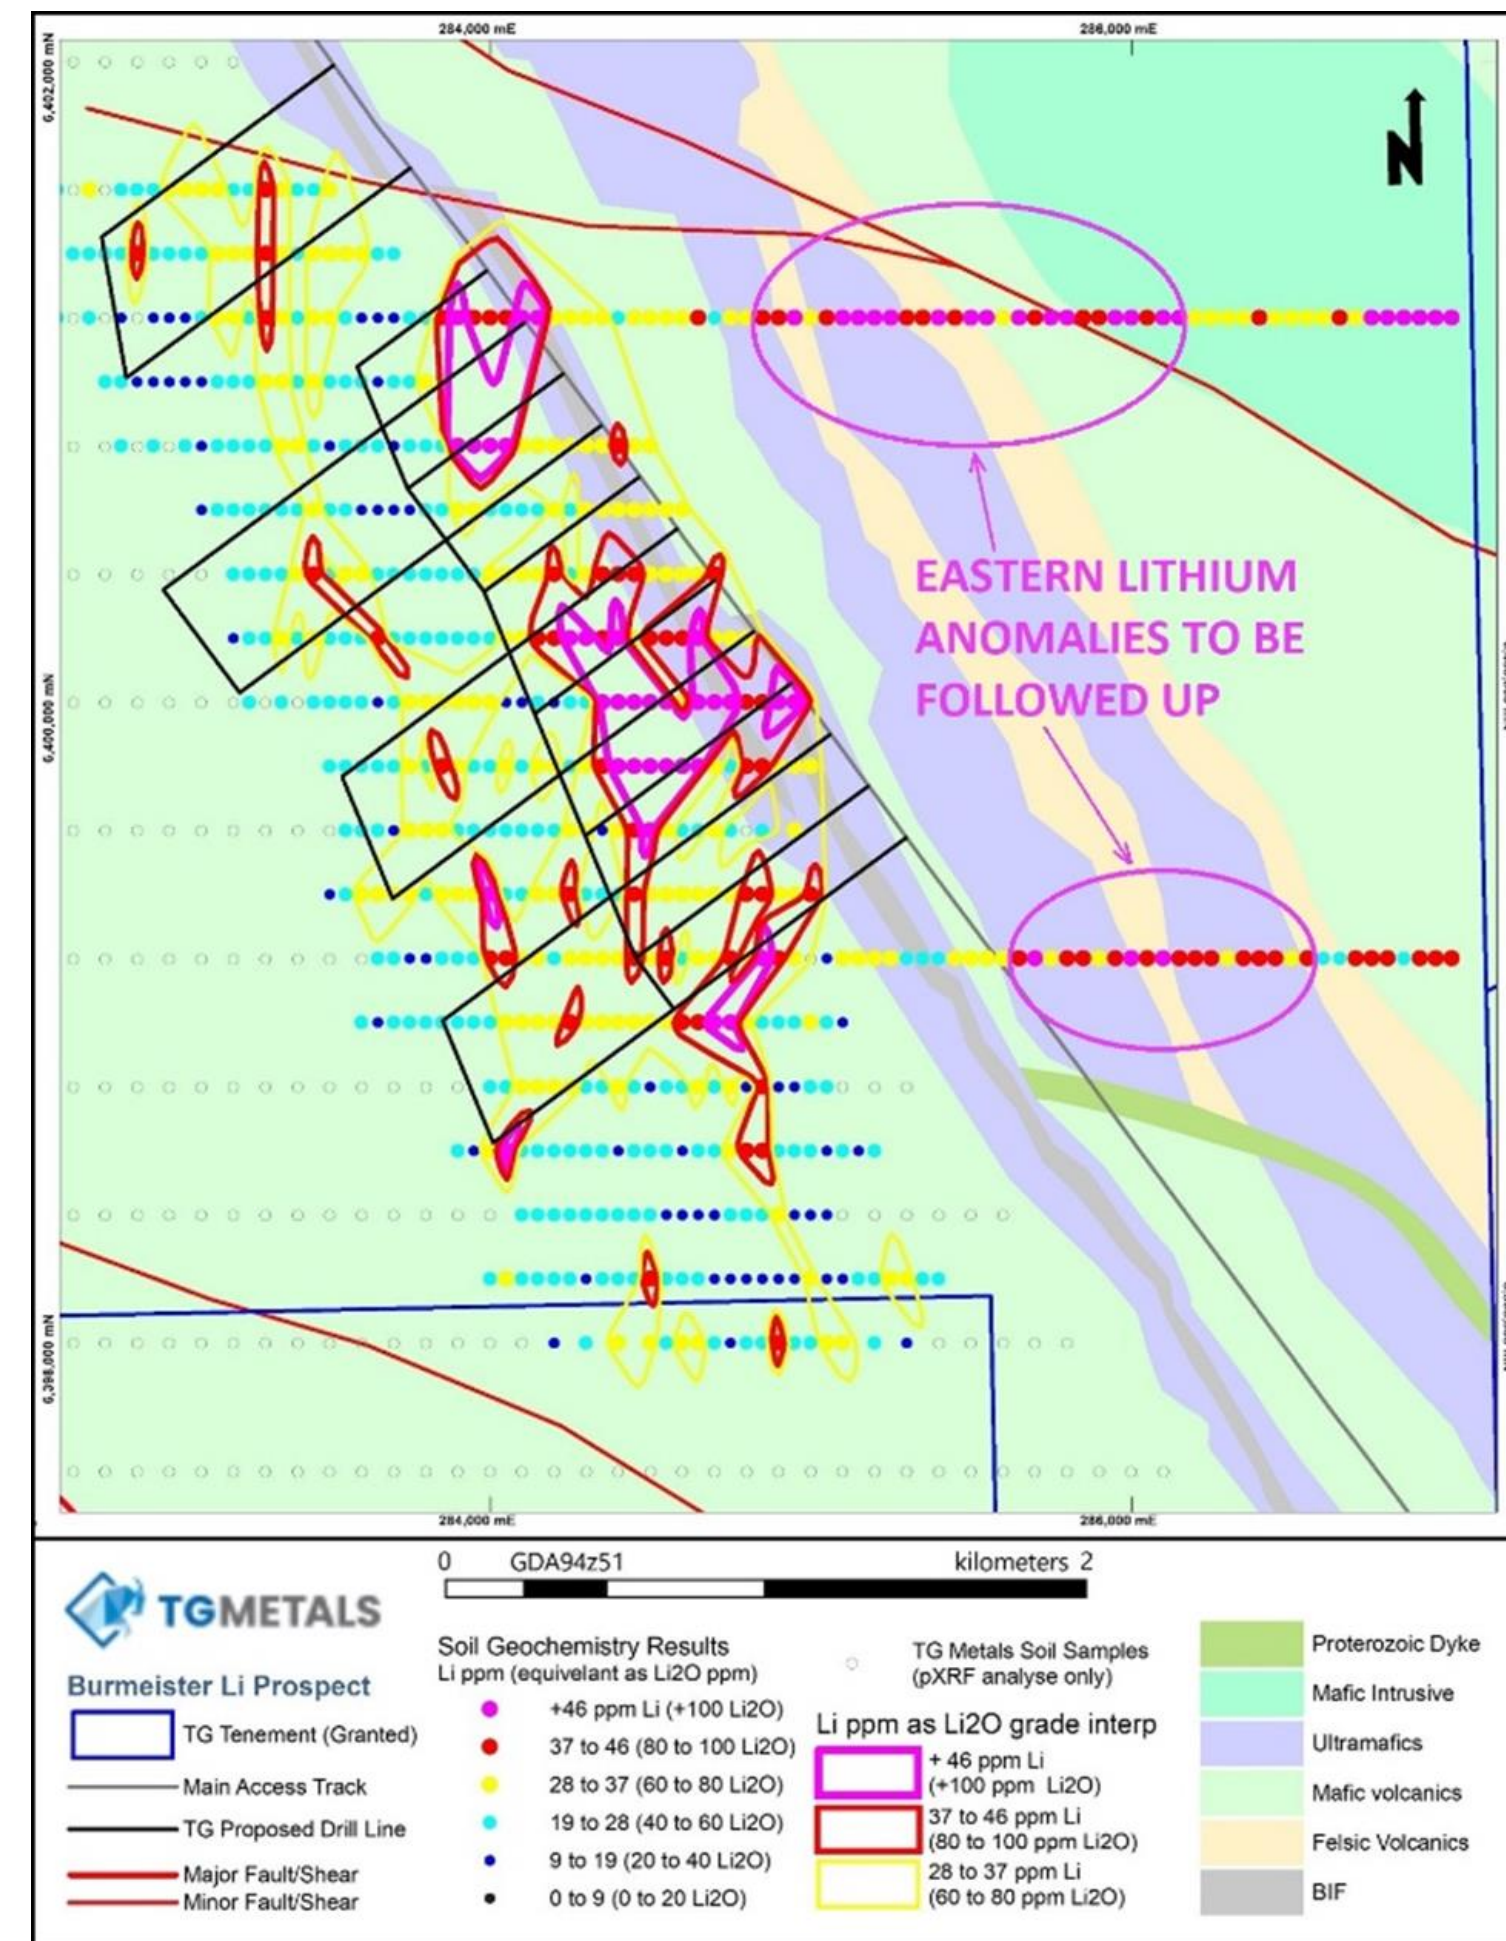 284,000 mE
286,000 mE
6,402,000 mN
N
EASTERN LITHIUM
ANOMALIES TO BE
FOLLOWED UP
6,400,000 mN
6,398,000 mN
284,000 mE
286,000 mE
0 GDA94z51 kilometers 2
TGMETALS
Burmeister Li Prospect
TG Tenement (Granted)
Main Access Track
TG Proposed Drill Line
Major Fault/Shear
Minor Fault/Shear
Soil Geochemistry Results
Li ppm (equivelant as Li2O ppm)
+46 ppm Li (+100 Li2O)
37 to 46 (80 to 100 Li2O)
28 to 37 (60 to 80 Li2O)
19 to 28 (40 to 60 Li2O)
9 to 19 (20 to 40 Li2O)
0 to 9 (0 to 20 Li2O)
TG Metals Soil Samples
(pXRF analyse only)
Li ppm as Li2O grade interp
+ 46 ppm Li
(+100 ppm Li2O)
37 to 46 ppm Li
(80 to 100 ppm Li2O)
28 to 37 ppm Li
(60 to 80 ppm Li2O)
Proterozoic Dyke
Mafic Intrusive
Ultramafics
Mafic volcanics
Felsic Volcanics
BIF